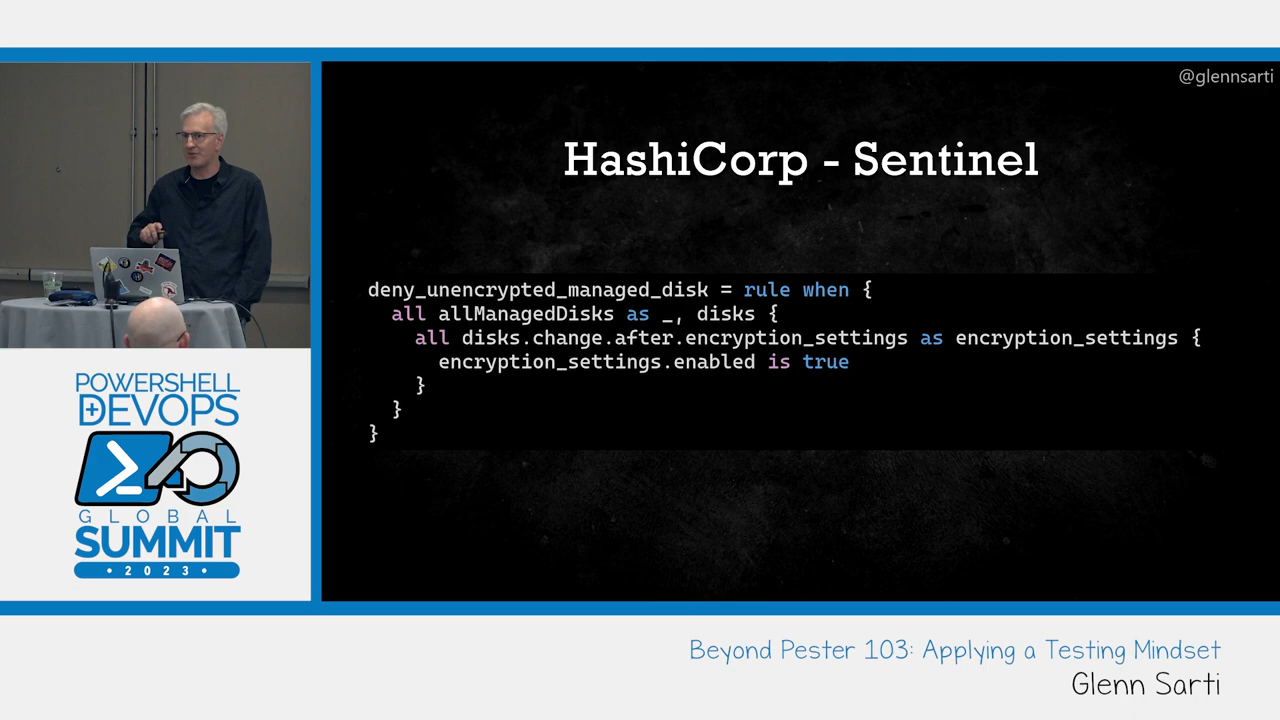 @glennsarti
HashiCorp - Sentinel
deny_unencrypted_managed_disk = rule when {
all allManagedDisks as _, disks {
all disks.change.after.encryption_settings as encryption_settings {
encryption_settings.enabled is true
}
}
}
POWERSHELL
+ DEVOPS
GLOBAL
SUMMIT
• 2023 •
Beyond Pester 103: Applying a Testing Mindset
Glenn Sarti